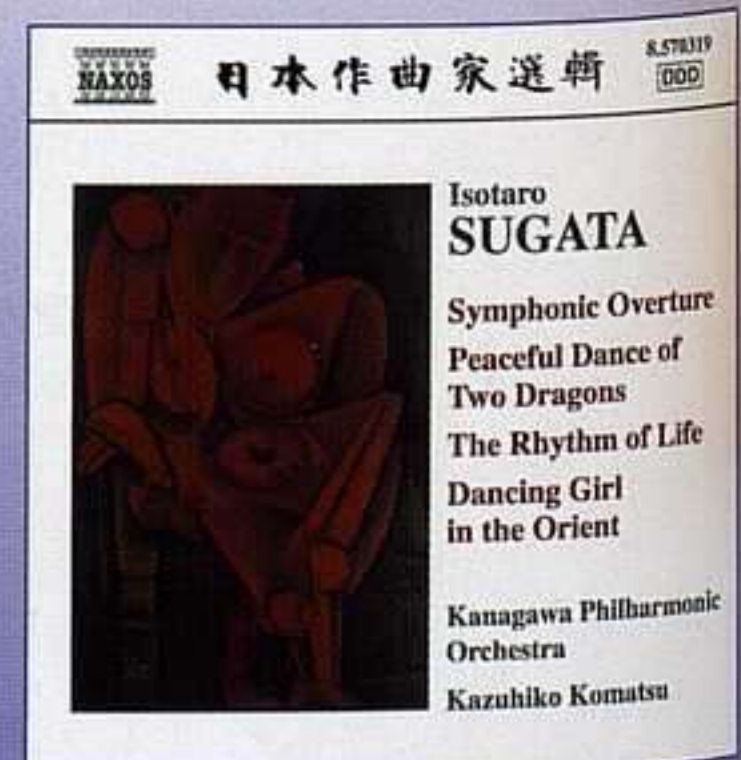 NAXOS
日本作曲家選輯
8.570319
DDD
Isotaro
SUGATA
Symphonic Overture
Peaceful Dance of
Two Dragons
The Rhythm of Life
Dancing Girl
in the Orient
Kanagawa Philharmonic
Orchestra
Kazuhiko Komatsu